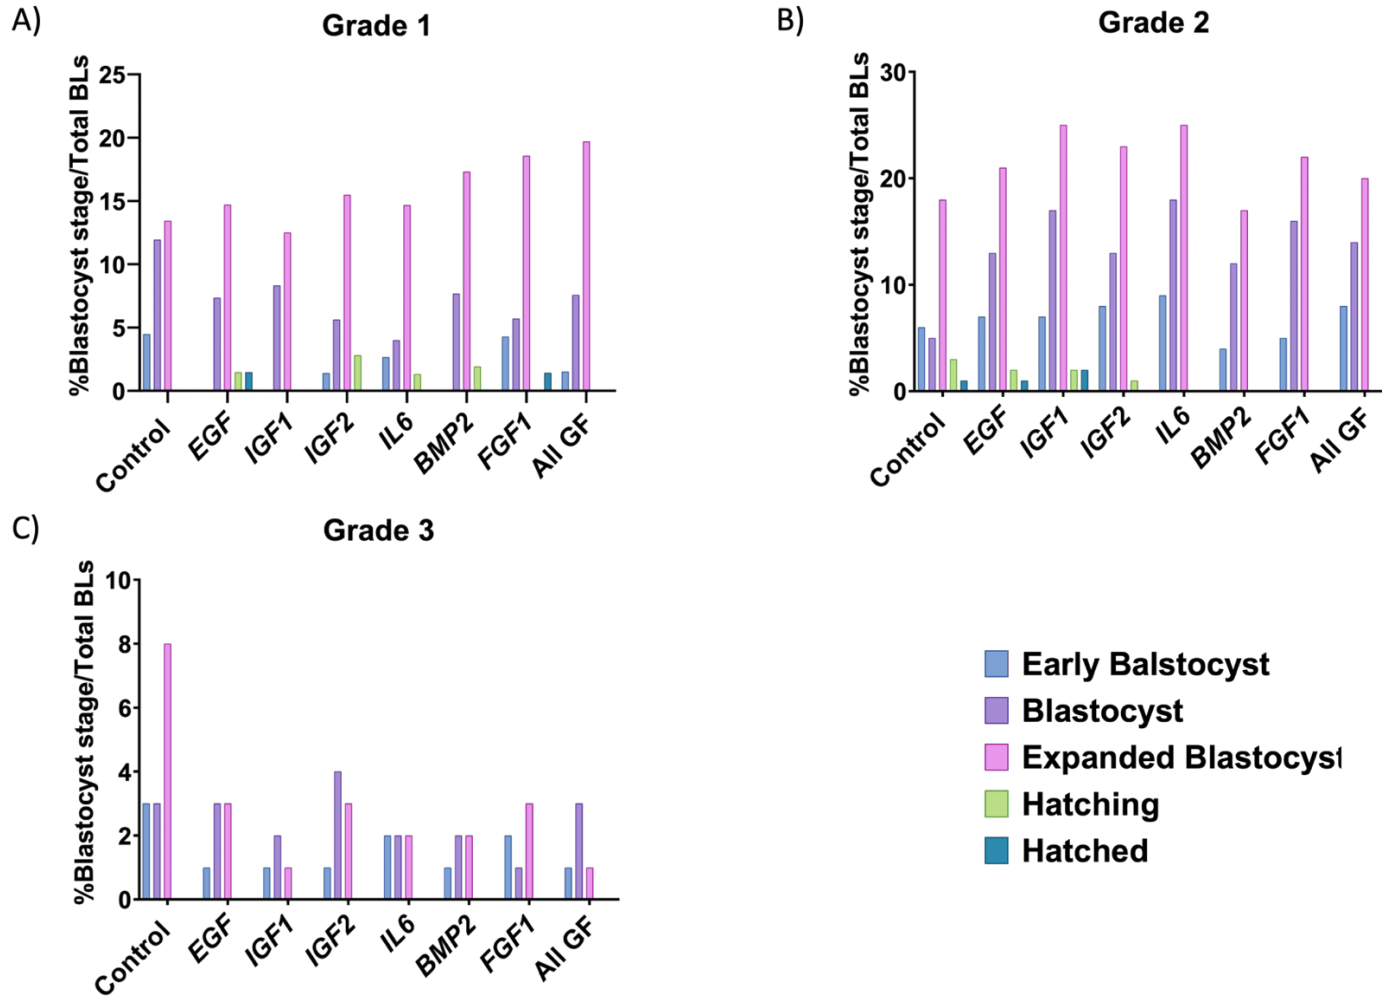 A)
Grade 1
%Blastocyst stage/Total BLs
25
20
15
10
5
0
Control
EGF
IGF1
IGF2
IL6
BMP2
FGF1
All GF
B)
Grade 2
%Blastocyst stage/Total BLs
30
20
10
0
Control
EGF
IGF1
IGF2
IL6
BMP2
FGF1
All GF
C)
Grade 3
%Blastocyst stage/Total BLs
10
8
6
4
2
0
Control
EGF
IGF1
IGF2
IL6
BMP2
FGF1
All GF
Early Balstocyst
Blastocyst
Expanded Blastocyst
Hatching
Hatched